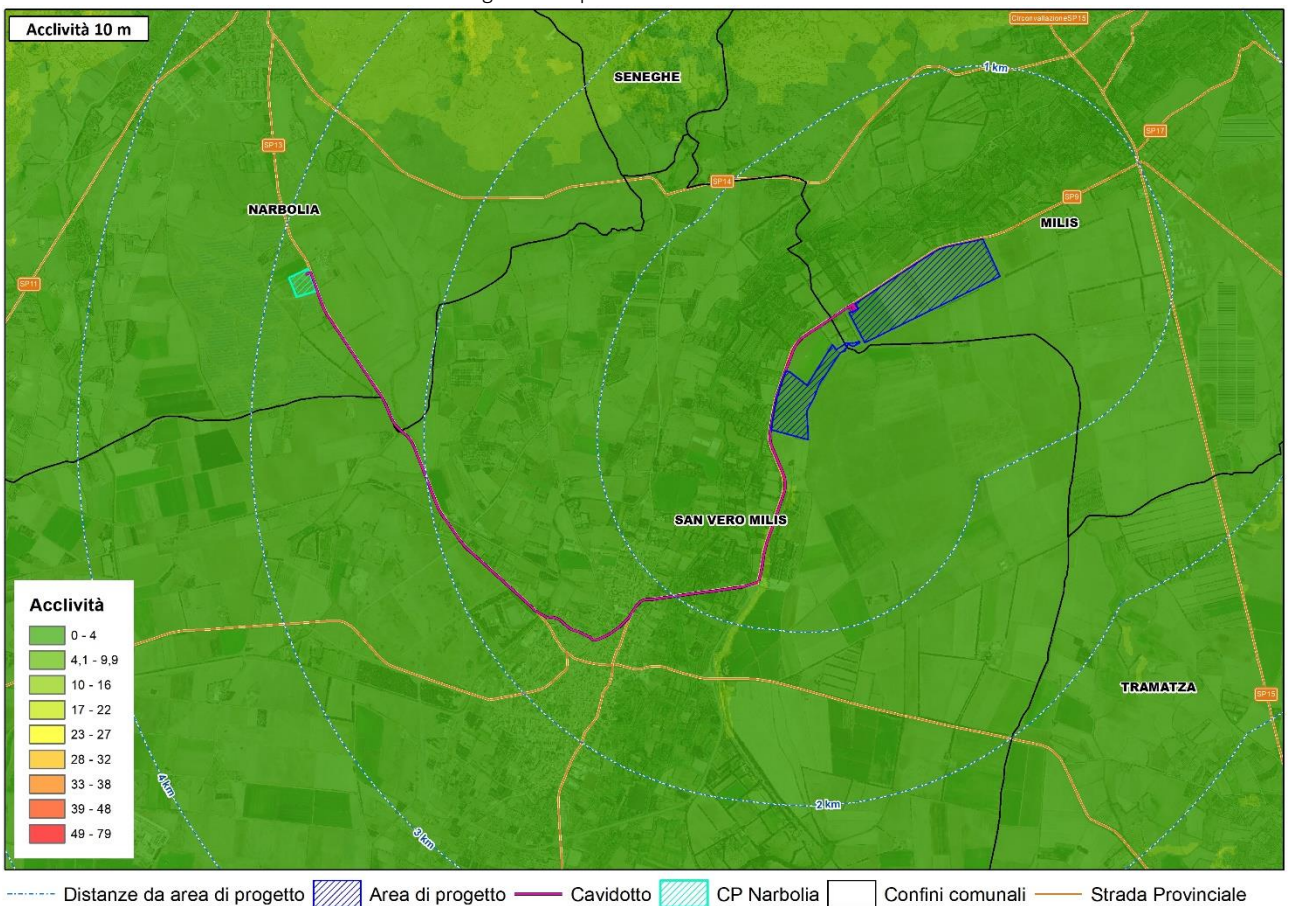 Acclività 10 m
CirconvallazioneSP15
SENEGHE
1 km
SP17
SP13
SP14
SP9
NARBOLIA
MILIS
SP11
SAN VERO MILIS
TRAMATZA
SP15
4 km
3 km
2 km
Acclività
0 - 4
4,1 - 9,9
10 - 16
17 - 22
23 - 27
28 - 32
33 - 38
39 - 48
49 - 79
Distanze da area di progetto
Area di progetto
Cavidotto
CP Narbolia
Confini comunali
Strada Provinciale